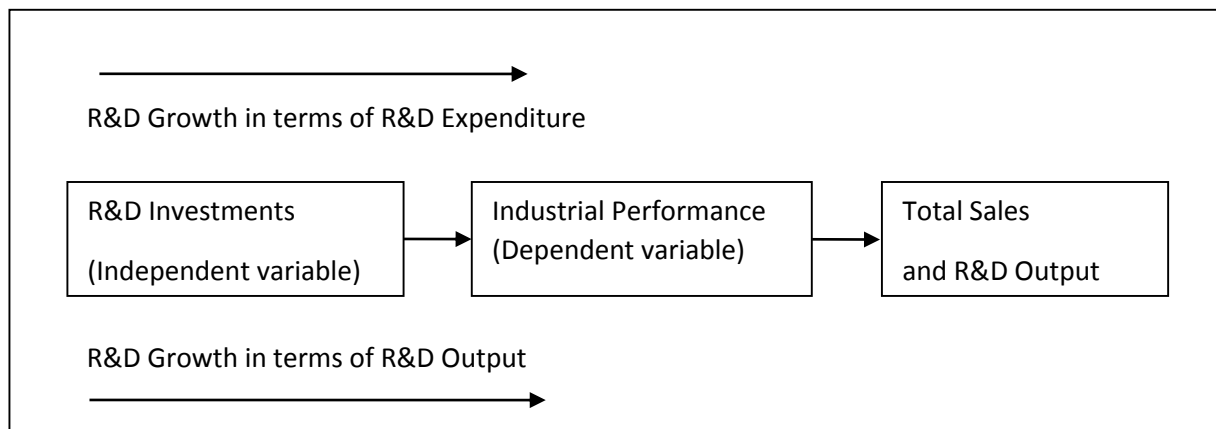 R&D Growth in terms of R&D Expenditure
R&D Investments
(Independent variable)
Industrial Performance
(Dependent variable)
Total Sales
and R&D Output
R&D Growth in terms of R&D Output